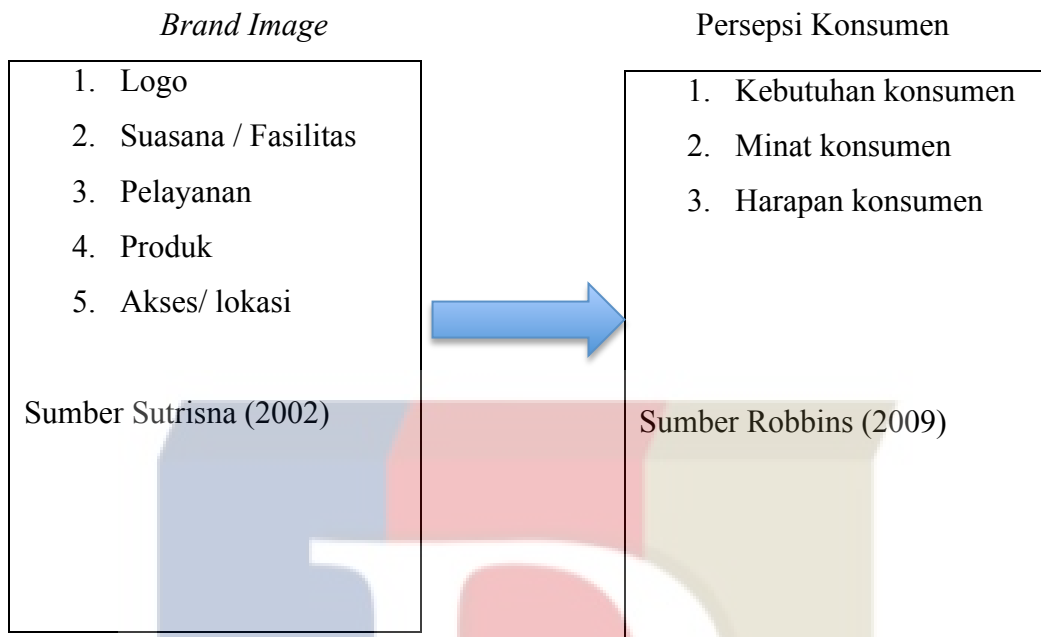 Brand Image
1. Logo
2. Suasana / Fasilitas
3. Pelayanan
4. Produk
5. Akses/ lokasi
Sumber Sutrisna (2002)
Persepsi Konsumen
1. Kebutuhan konsumen
2. Minat konsumen
3. Harapan konsumen
Sumber Robbins (2009)